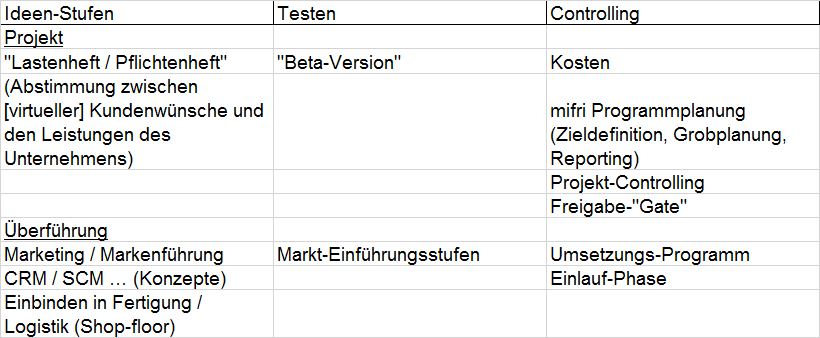 Ideen-Stufen Testen Controlling
Projekt
"Lastenheft / Pflichtenheft" "Beta-Version" Kosten
(Abstimmung zwischen
[virtueller] Kundenwünsche und
den Leistungen des
Unternehmens)
mifri Programmplanung
(Zieldefinition, Grobplanung,
Reporting)
Projekt-Controlling
Freigabe-"Gate"
Überführung
Marketing / Markenführung Markt-Einführungsstufen Umsetzungs-Programm
CRM / SCM … (Konzepte) Einlauf-Phase
Einbinden in Fertigung /
Logistik (Shop-floor)